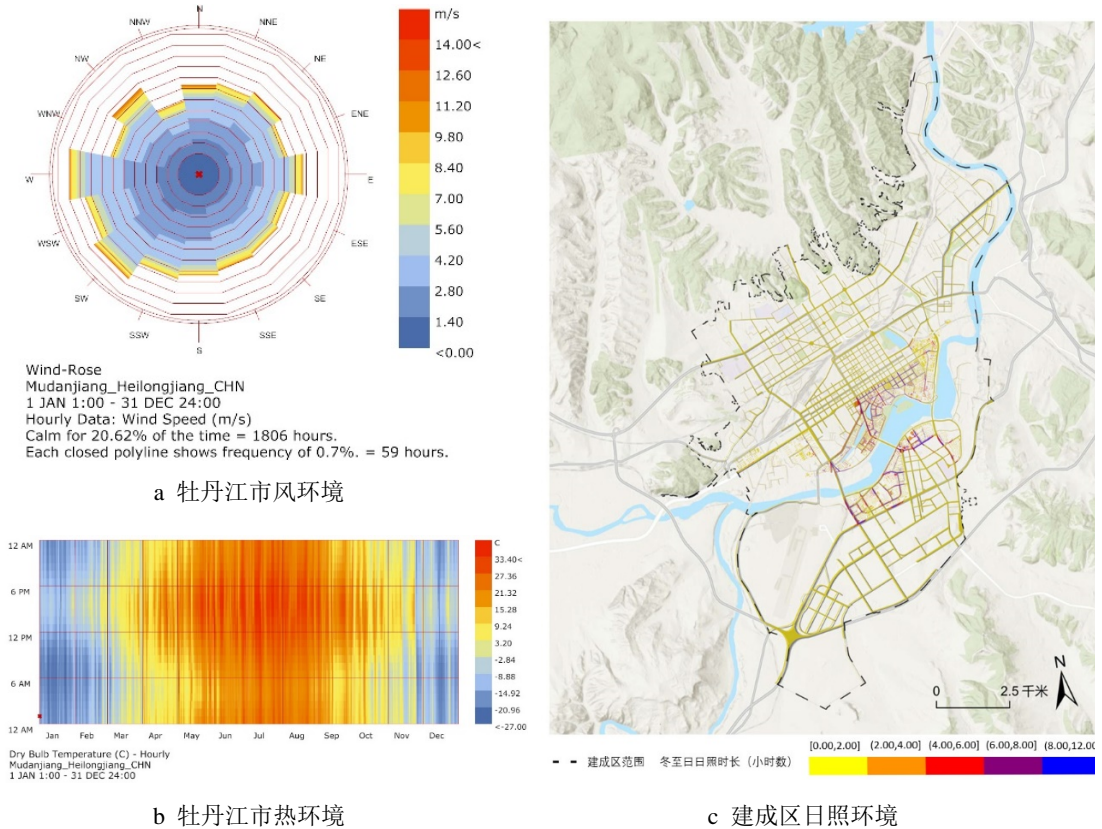 N
NNE
NE
ENE
E
ESE
SE
SSE
S
SSW
SW
WSW
W
WNW
NW
NNW
m/s
14.00<
12.60
11.20
9.80
8.40
7.00
5.60
4.20
2.80
1.40
<0.00
Wind-Rose
Mudanjiang_Heilongjiang_CHN
1 JAN 1:00 - 31 DEC 24:00
Hourly Data: Wind Speed (m/s)
Calm for 20.62% of the time = 1806 hours.
Each closed polyline shows frequency of 0.7%. = 59 hours.
a 牡丹江市风环境
12 AM
6 PM
12 PM
6 AM
12 AM
Jan Feb Mar Apr May Jun Jul Aug Sep Oct Nov Dec
C
33.40<
27.36
21.32
15.28
9.24
3.20
-2.84
-8.88
-14.92
-20.96
<-27.00
Dry Bulb Temperature (C) - Hourly
Mudanjiang_Heilongjiang_CHN
1 JAN 1:00 - 31 DEC 24:00
b 牡丹江市热环境
N
0 2.5 千米
建成区范围 冬至日日照时长（小时数）
[0.00,2.00] (2.00,4.00] (4.00,6.00] (6.00,8.00] (8.00,12.00]
c 建成区日照环境